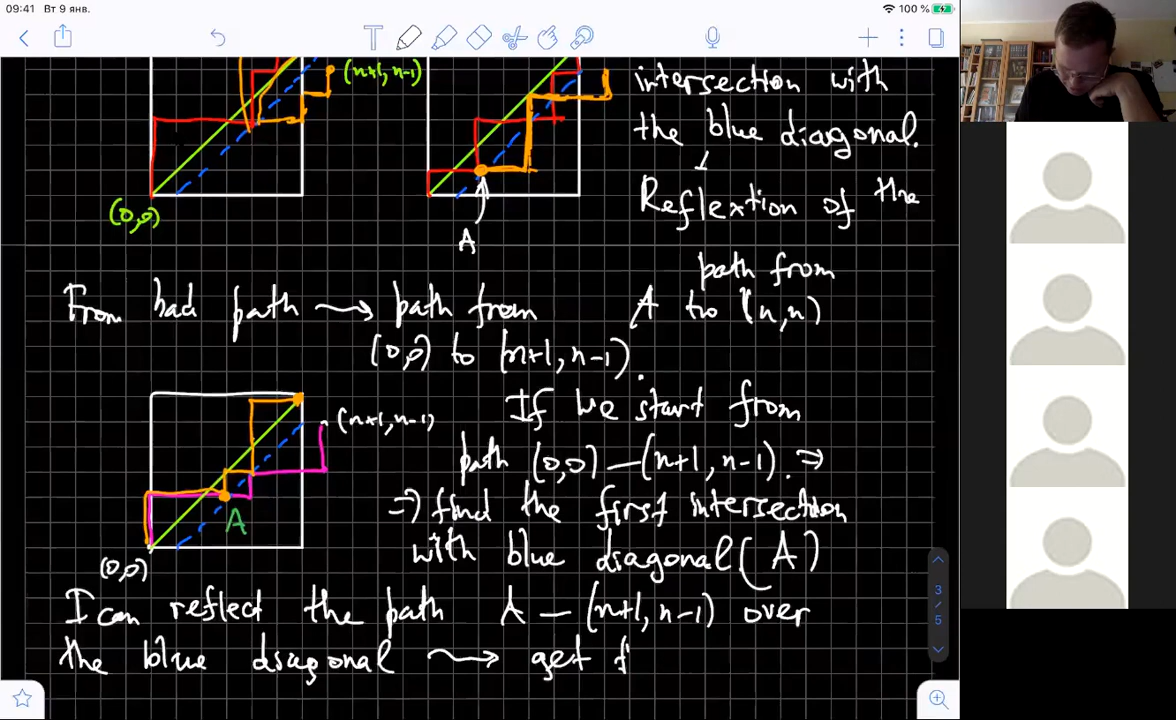 09:41 Вт 9 янв.
100 %
(n+1, n-1)
(0,0)
A
intersection with
the blue diagonal.
Reflextion of the
path from
A to (n,n)
From bad path → path from
(0,0) to (n+1, n-1).
(n+1, n-1)
A
(0,0)
If we start from
path (0,0) — (n+1, n-1). ⇒
⇒ find the first intersection
with blue diagonal (A)
I can reflect the path A — (n+1, n-1) over
the blue diagonal → get
3
/
5